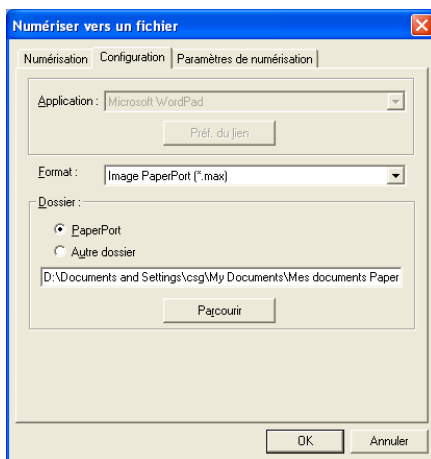 Numériser vers un fichier
Numérisation Configuration Paramètres de numérisation
Application : Microsoft WordPad
Préf. du lien
Format : Image PaperPort (*.max)
Dossier :
PaperPort
Autre dossier
D:\Documents and Settings\csg\My Documents\Mes documents Paper
Parcourir
OK Annuler